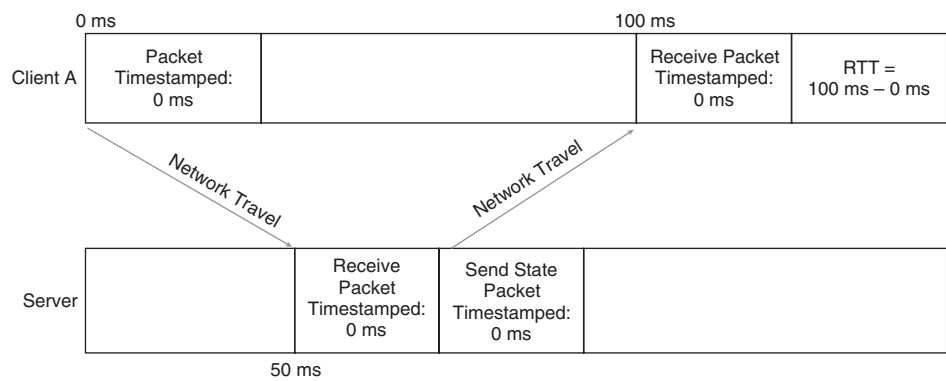 0 ms
100 ms
Client A
Packet
Timestamped:
0 ms
Receive Packet
Timestamped:
0 ms
RTT =
100 ms – 0 ms
Network Travel
Network Travel
Server
Receive
Packet
Timestamped:
0 ms
Send State
Packet
Timestamped:
0 ms
50 ms